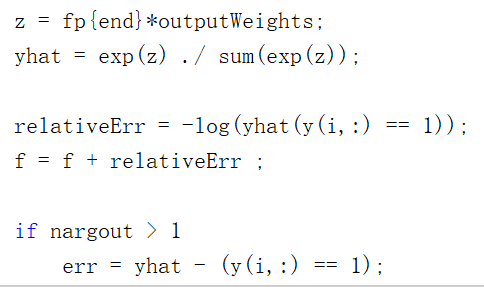 z = fp{end}*outputWeights;
yhat = exp(z) ./ sum(exp(z));
relativeErr = -log(yhat(y(i,:) == 1));
f = f + relativeErr ;
if nargout > 1
err = yhat - (y(i,:) == 1);